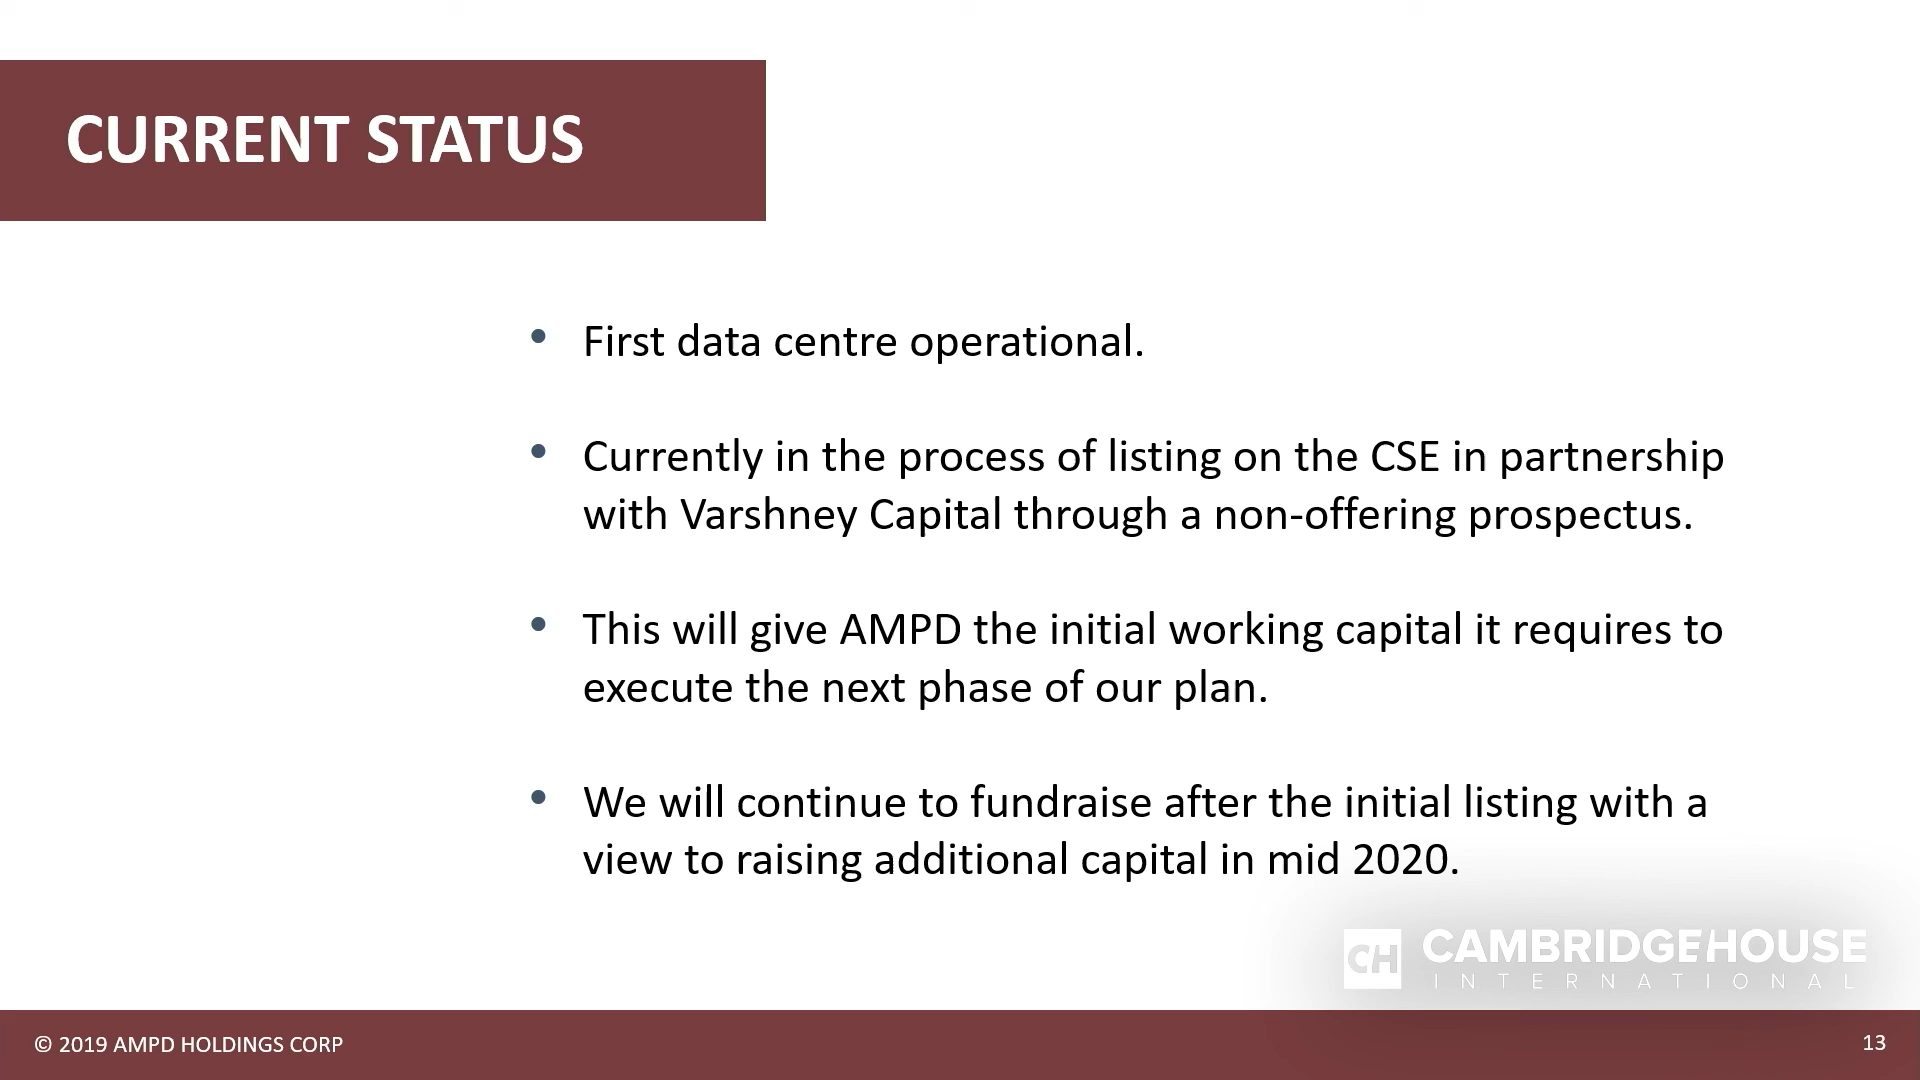 CURRENT STATUS
• First data centre operational.
• Currently in the process of listing on the CSE in partnership
with Varshney Capital through a non-offering prospectus.
• This will give AMPD the initial working capital it requires to
execute the next phase of our plan.
• We will continue to fundraise after the initial listing with a
view to raising additional capital in mid 2020.
CH CAMBRIDGEHOUSE
INTERNATIONAL
© 2019 AMPD HOLDINGS CORP
13